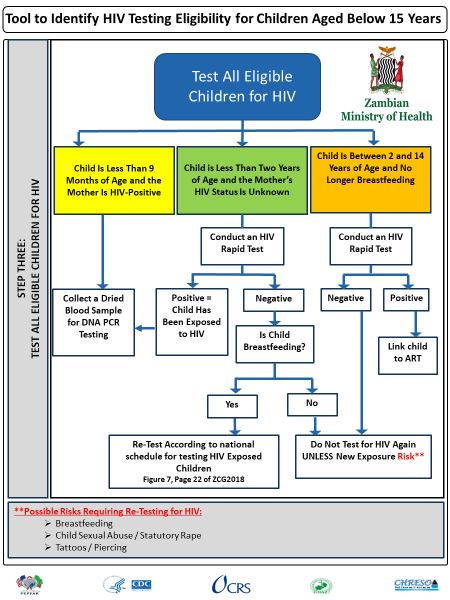 Tool to Identify HIV Testing Eligibility for Children Aged Below 15 Years
Test All Eligible
Children for HIV
Zambian
Ministry of Health
STEP THREE:
TEST ALL ELIGIBLE CHILDREN FOR HIV
Child Is Less Than 9
Months of Age and the
Mother Is HIV-Positive
Child is Less Than Two Years
of Age and the Mother's
HIV Status Is Unknown
Child Is Between 2 and 14
Years of Age and No
Longer Breastfeeding
Conduct an HIV
Rapid Test
Conduct an HIV
Rapid Test
Collect a Dried
Blood Sample
for DNA PCR
Testing
Positive =
Child Has
Been Exposed
to HIV
Negative
Negative
Positive
Is Child
Breastfeeding?
Link child
to ART
Yes
No
Re-Test According to national
schedule for testing HIV Exposed
Children
Figure 7, Page 22 of ZCG2018
Do Not Test for HIV Again
UNLESS New Exposure Risk**
**Possible Risks Requiring Re-Testing for HIV:
➢ Breastfeeding
➢ Child Sexual Abuse / Statutory Rape
➢ Tattoos / Piercing
PEPFAR
CDC
CRS
CHAZ
CHRESO